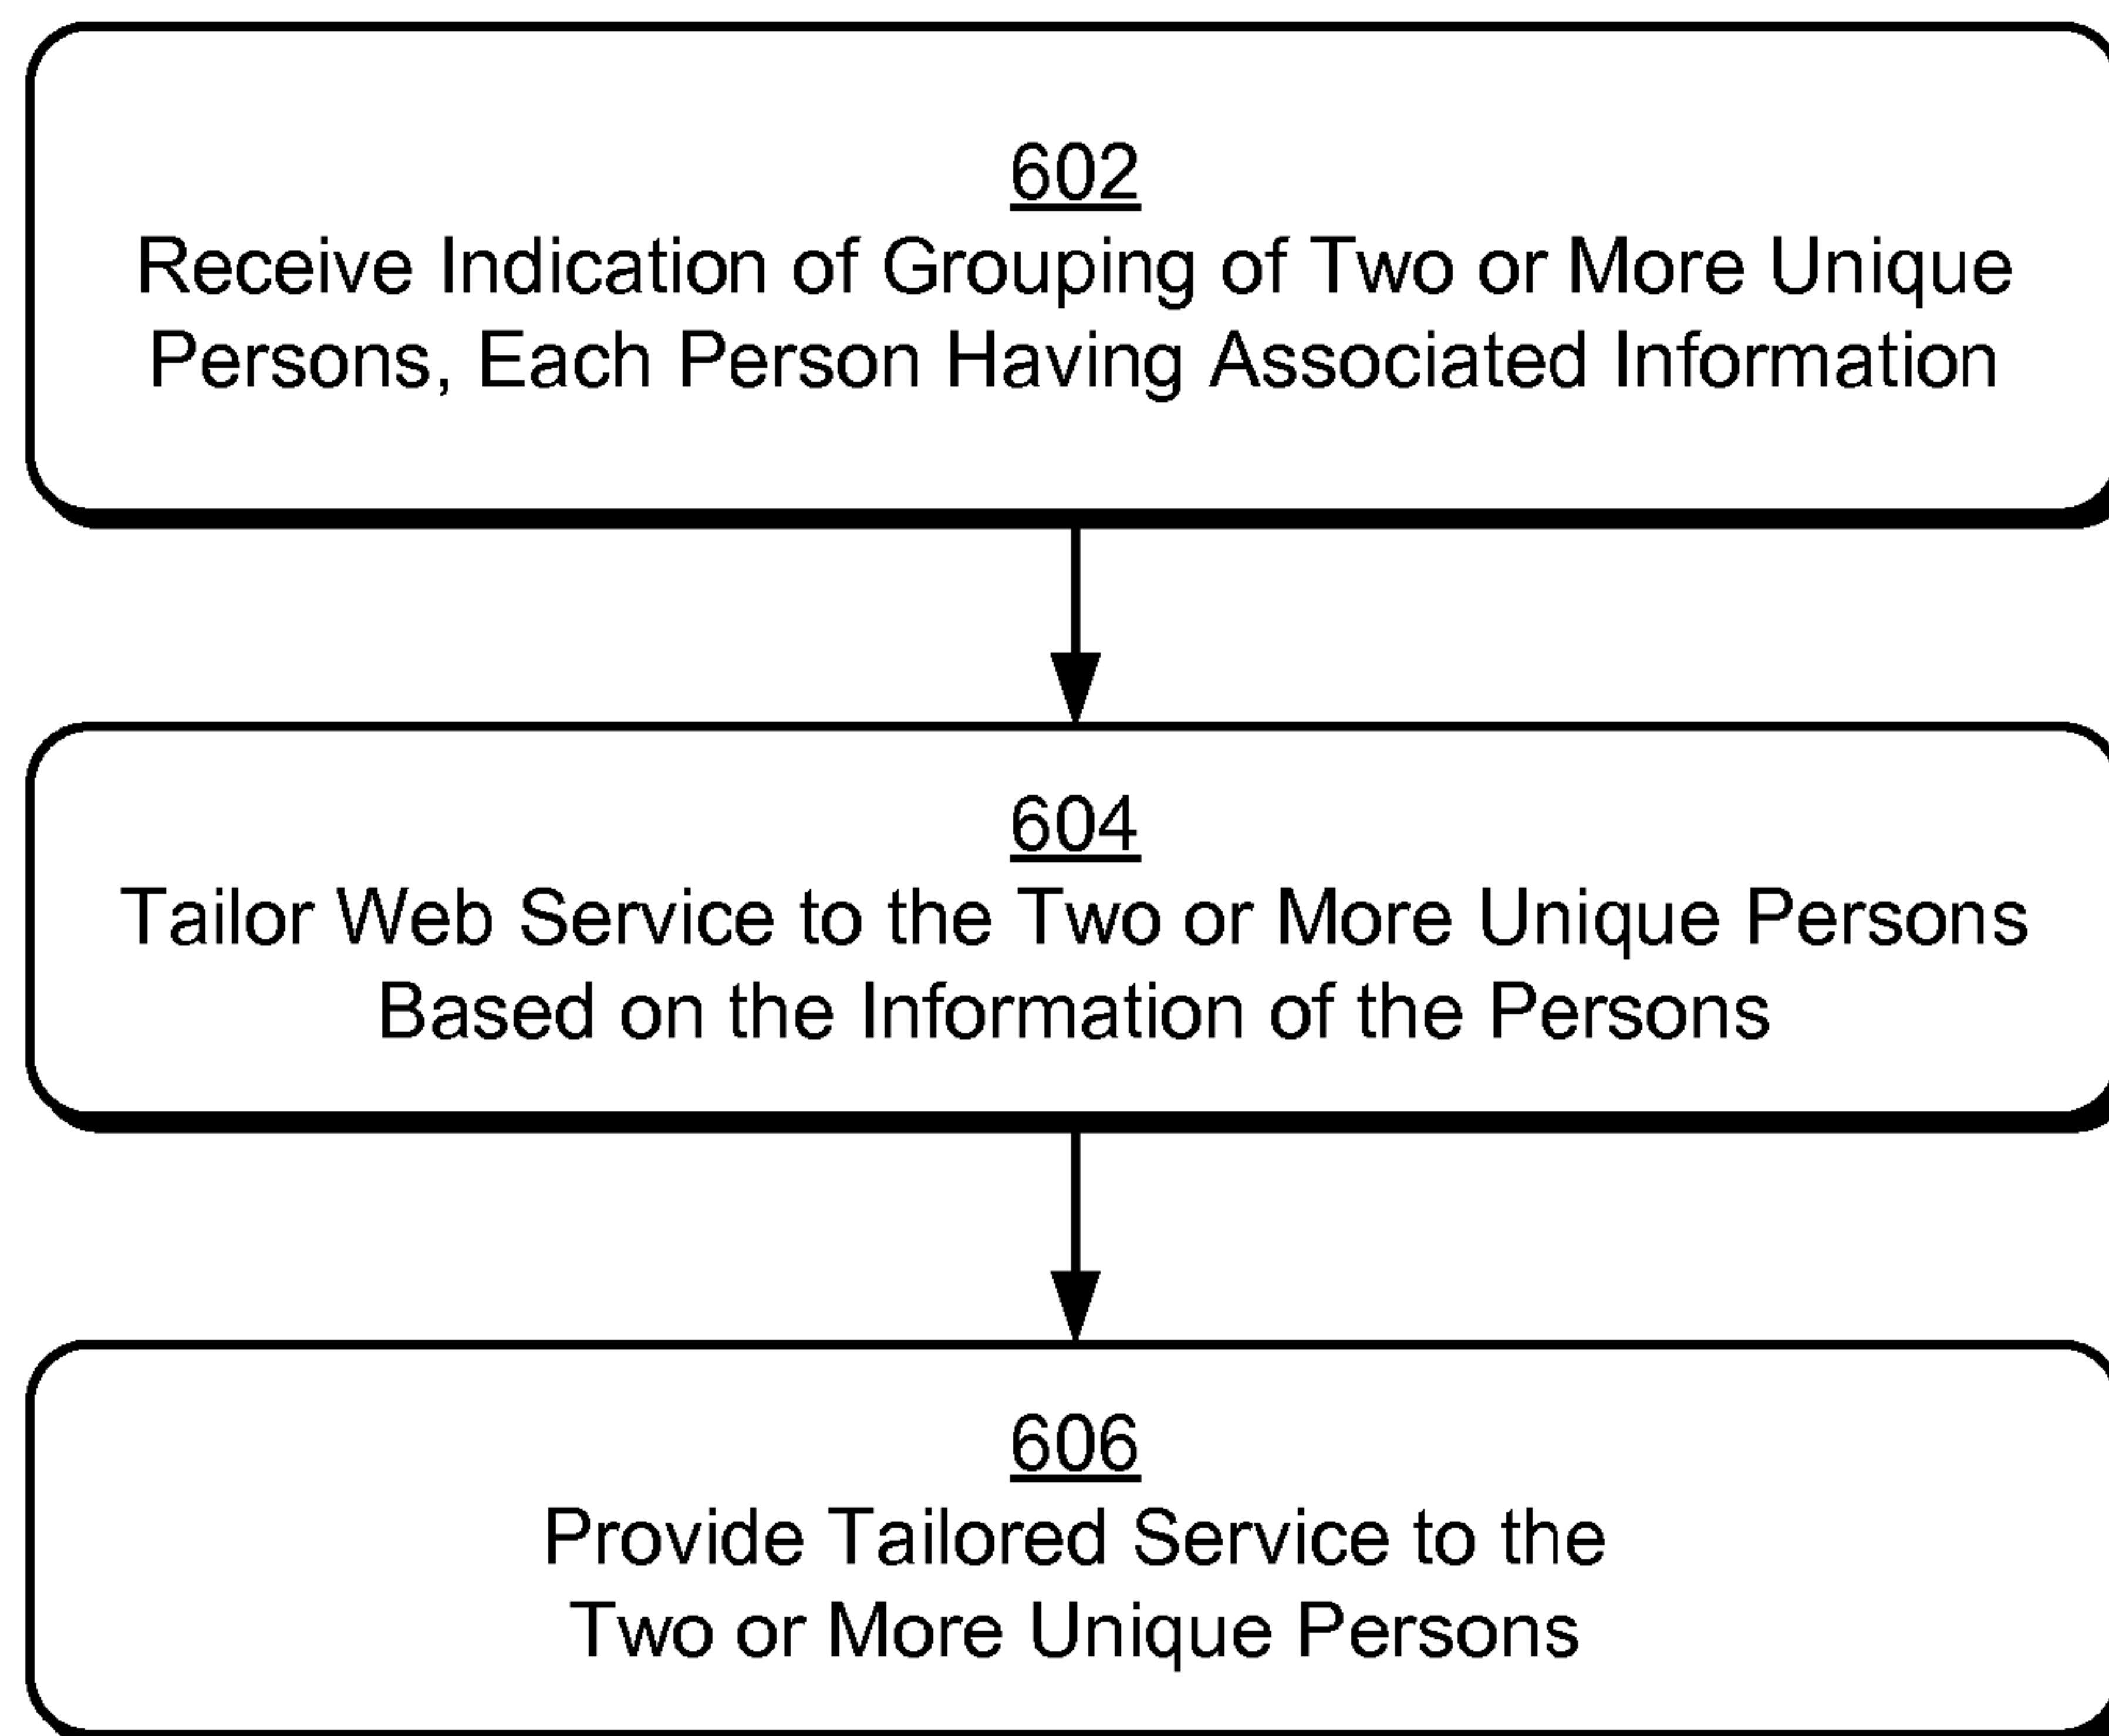 602
Receive Indication of Grouping of Two or More Unique
Persons, Each Person Having Associated Information
604
Tailor Web Service to the Two or More Unique Persons
Based on the Information of the Persons
606
Provide Tailored Service to the
Two or More Unique Persons